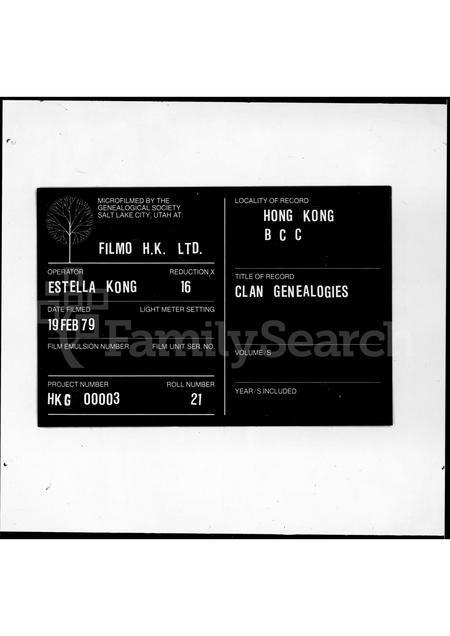 MICROFILMED BY THE
GENEALOGICAL SOCIETY
SALT LAKE CITY, UTAH AT:
FILMO H.K. LTD.
OPERATOR REDUCTION X
ESTELLA KONG 16
DATE FILMED LIGHT METER SETTING
19 FEB 79
FILM EMULSION NUMBER FILM UNIT SER. NO.
PROJECT NUMBER ROLL NUMBER
HKG 00003 21
LOCALITY OF RECORD
HONG KONG
B C C
TITLE OF RECORD
CLAN GENEALOGIES
VOLUME/S
YEAR/S INCLUDED
FamilySearch